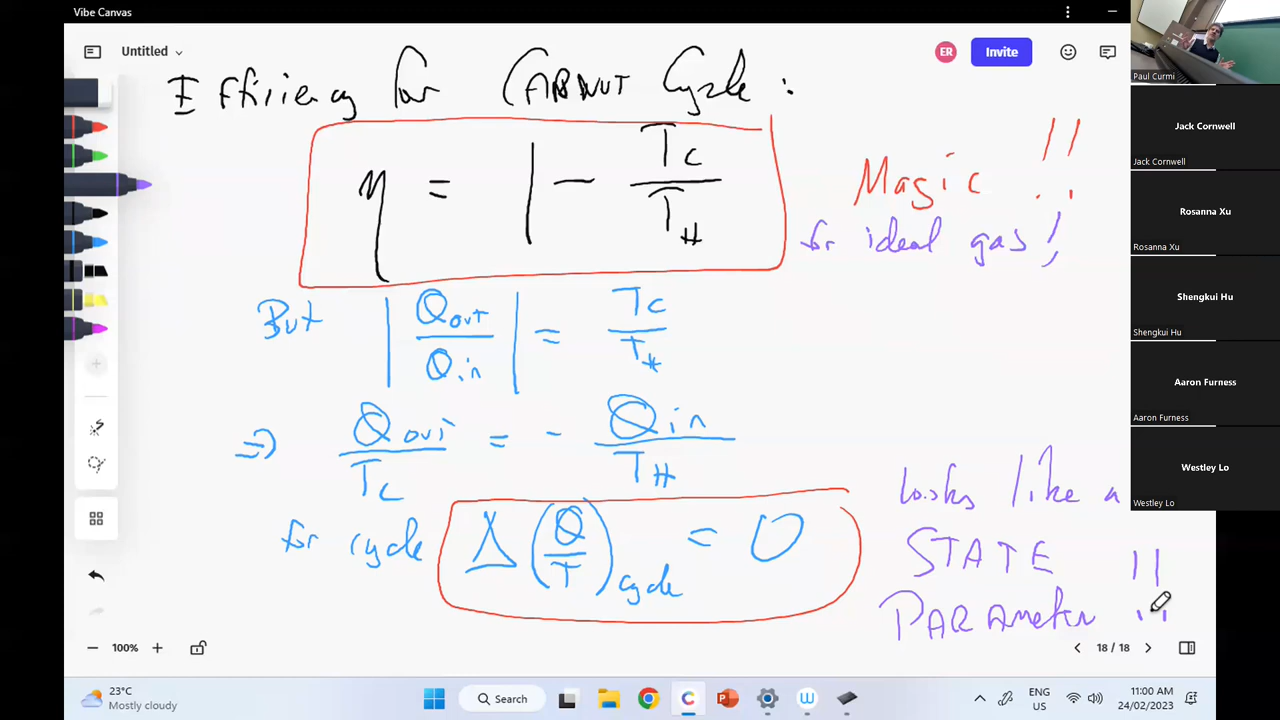 Vibe Canvas
Untitled
ER
Invite
Efficiency for CARNOT Cycle :
η = 1 - Tc / TH
Magic !!
for ideal gas !
But | Qout / Qin | = Tc / TH
=> Qout / Tc = - Qin / TH
for cycle Δ(Q/T)cycle = 0
looks like a
STATE !!
PARAMETER
Paul Curmi
Jack Cornwell
Jack Cornwell
Rosanna Xu
Rosanna Xu
Shengkui Hu
Shengkui Hu
Aaron Furness
Aaron Furness
Westley Lo
Westley Lo
100%
18 / 18
23°C
Mostly cloudy
Search
ENG
US
11:00 AM
24/02/2023